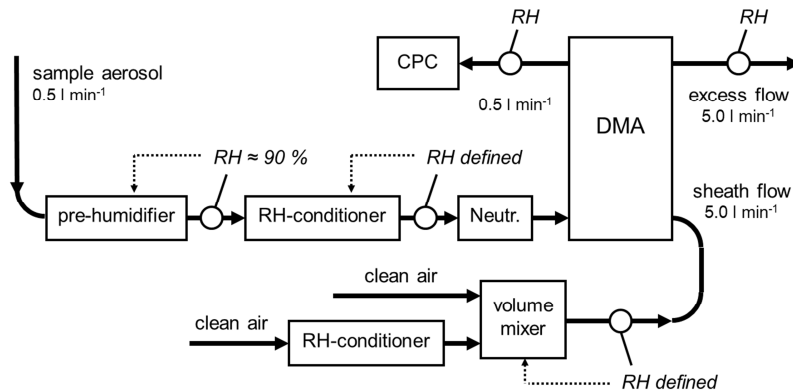 RH
RH
CPC
sample aerosol
0.5 l min⁻¹
0.5 l min⁻¹
excess flow
5.0 l min⁻¹
DMA
RH ≈ 90 %
RH defined
sheath flow
5.0 l min⁻¹
pre-humidifier
RH-conditioner
Neutr.
clean air
volume
mixer
clean air
RH-conditioner
RH defined